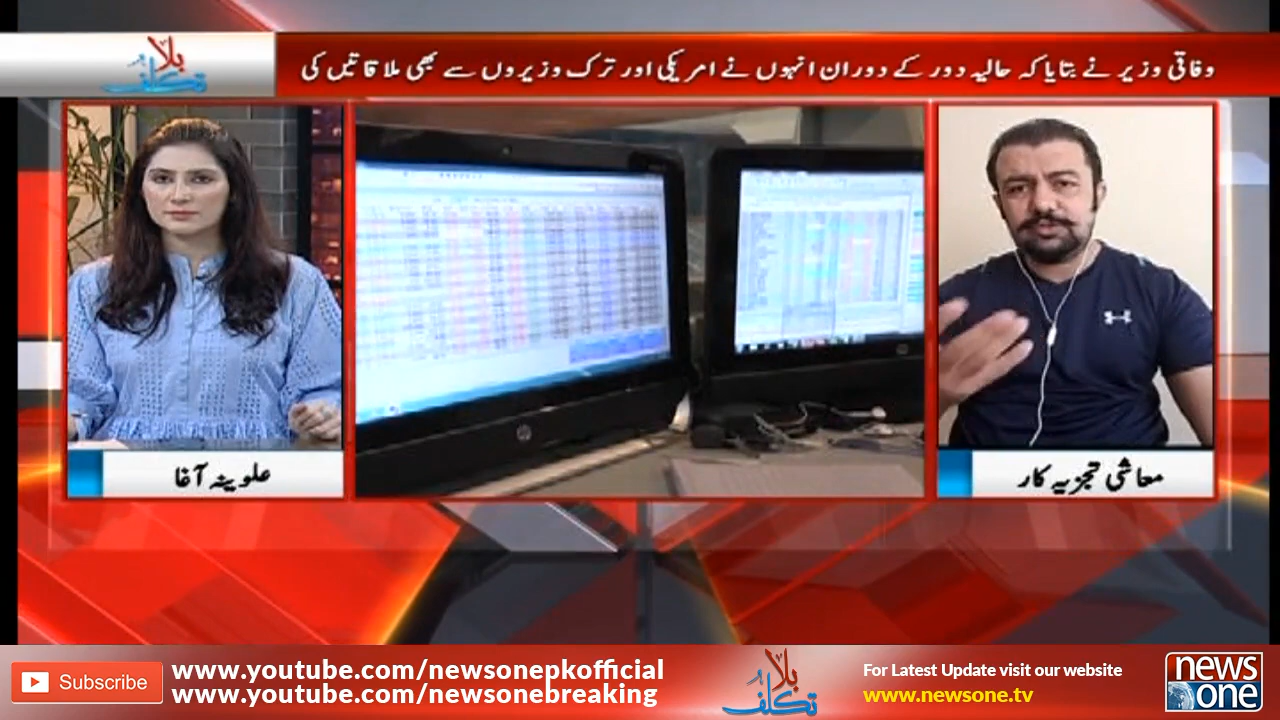 بلا تکلف
وفاقی وزیر نے بتایا کہ حالیہ دور کے دوران انہوں نے امریکی اور ترک وزیروں سے بھی ملاقاتیں کی
علوینہ آغا
معاشی تجزیہ کار
Subscribe
www.youtube.com/newsonepkofficial
www.youtube.com/newsonebreaking
بلا تکلف
For Latest Update visit our website
www.newsone.tv
news
one